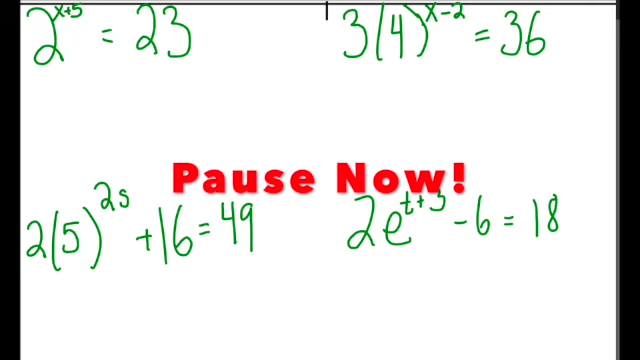 2^{x+5} = 23
3(4)^{x-2} = 36
Pause Now!
2(5)^{2s} + 16 = 49
2e^{t+3} - 6 = 18